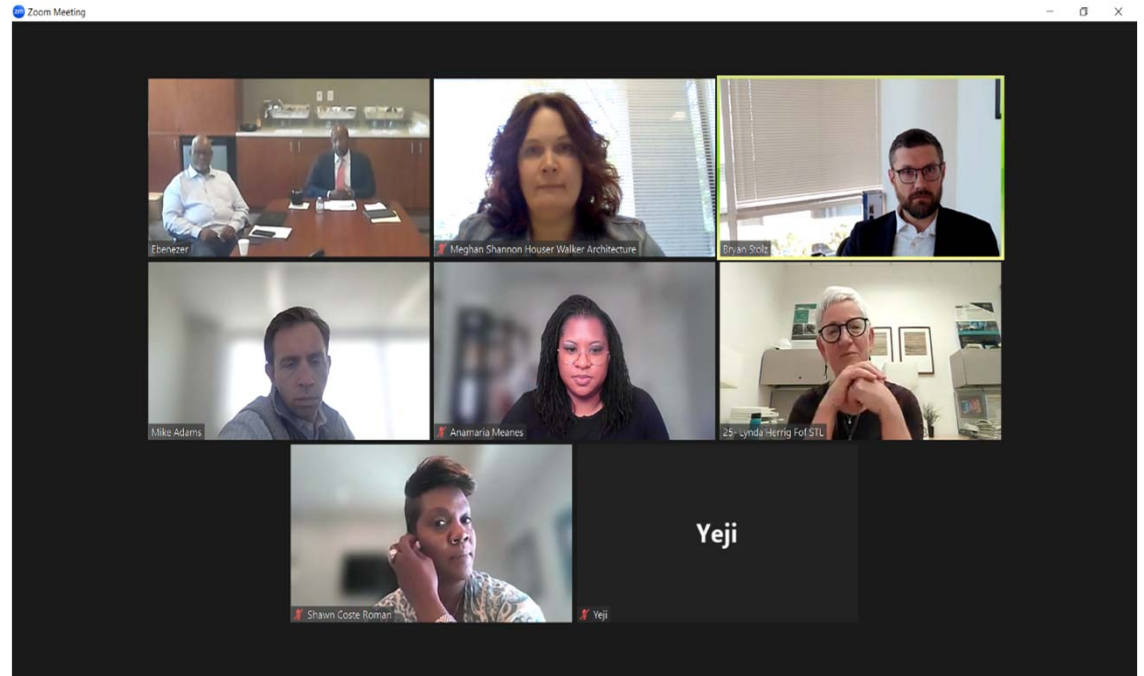 zm Zoom Meeting
Ebenezer
Meghan Shannon Houser Walker Architecture
Bryan Stolz
Mike Adams
Anamaria Meanes
25- Lynda Herrig Fof STL
Shawn Coste Roman
Yeji
Yeji